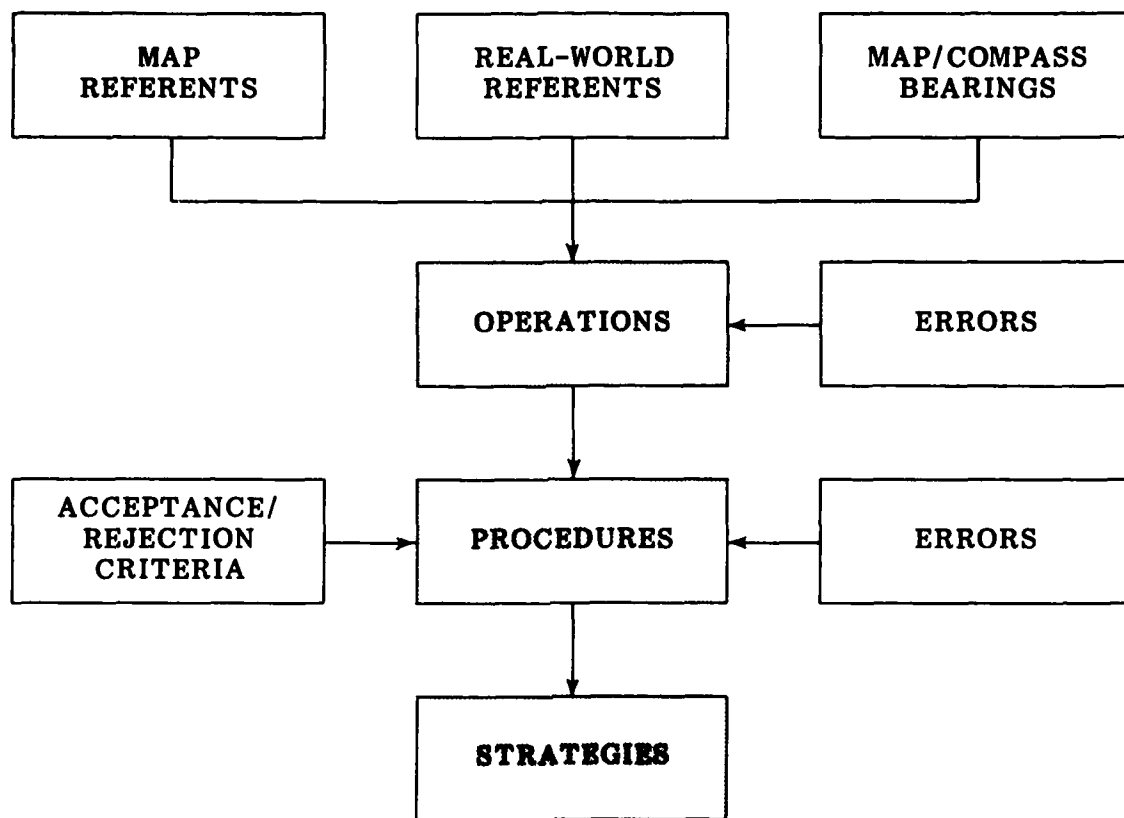 MAP
REFERENTS
REAL-WORLD
REFERENTS
MAP/COMPASS
BEARINGS
OPERATIONS
ERRORS
ACCEPTANCE/
REJECTION
CRITERIA
PROCEDURES
ERRORS
STRATEGIES